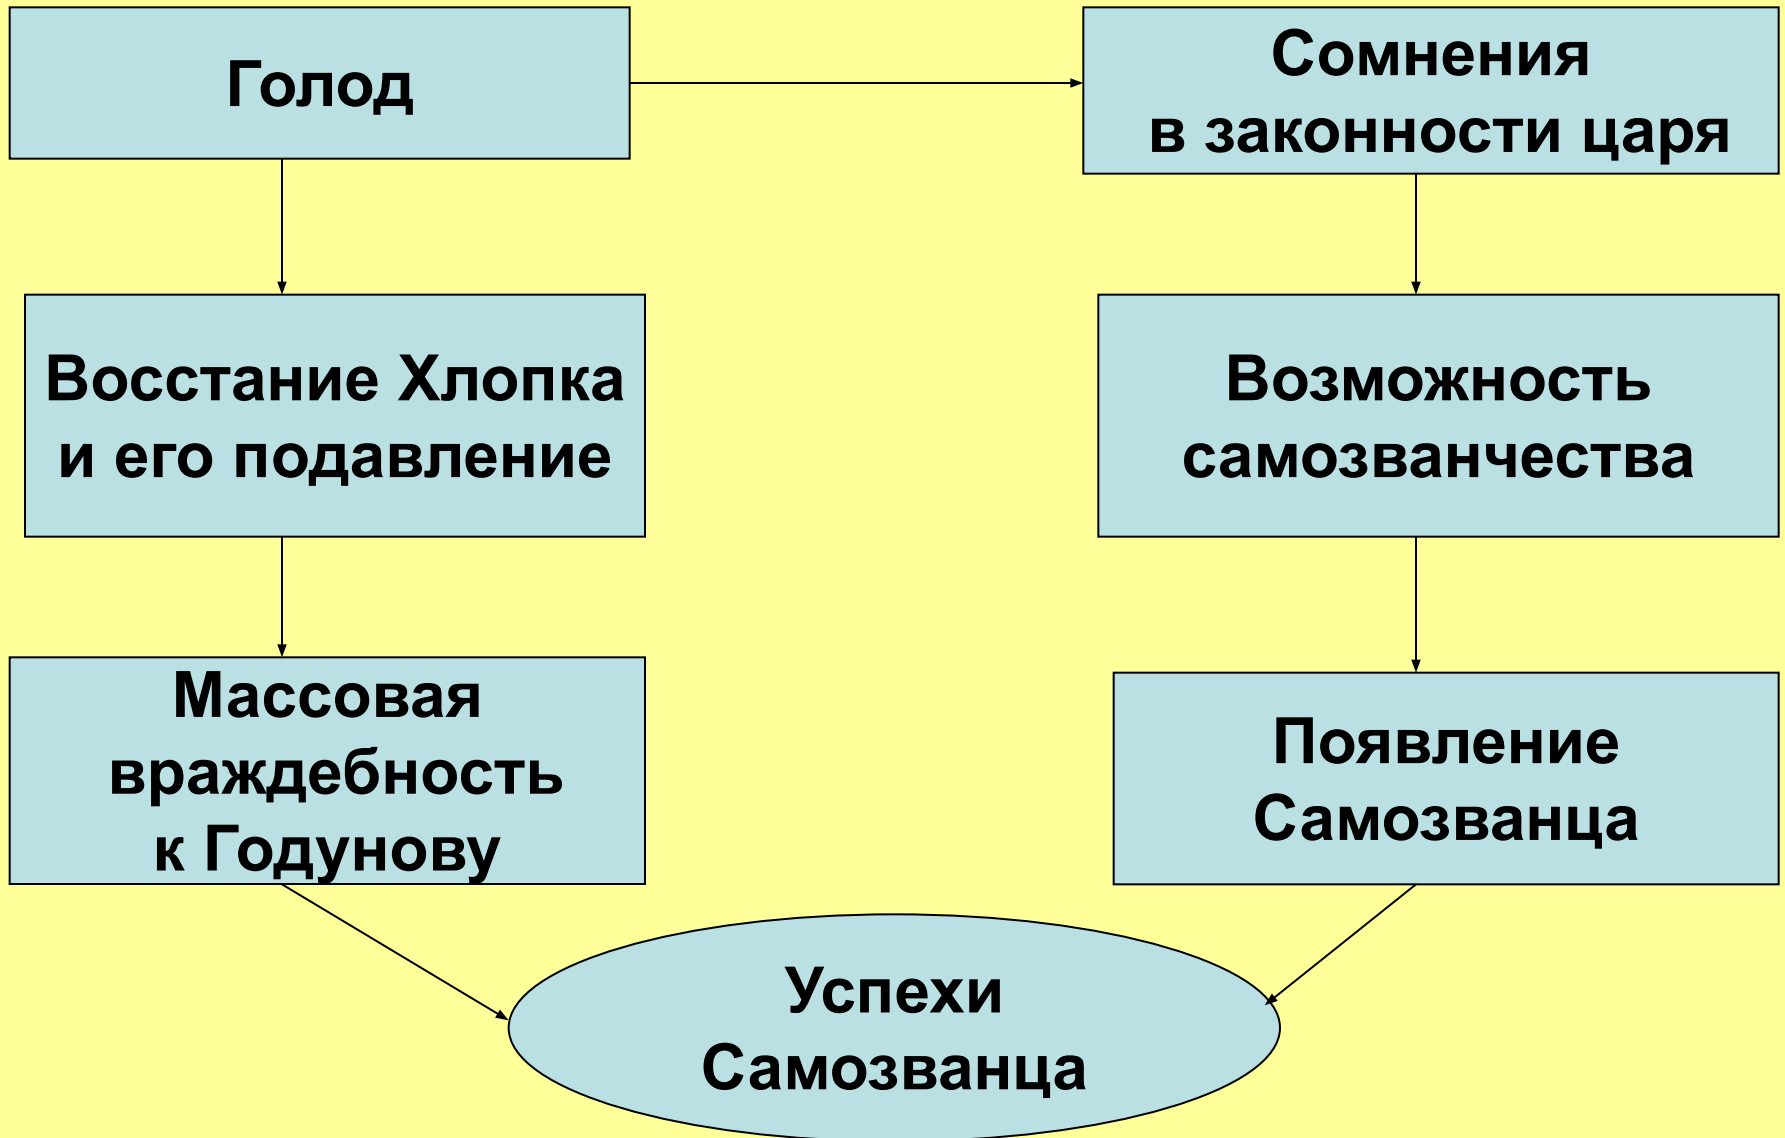 Голод
Сомнения
в законности царя
Восстание Хлопка
и его подавление
Возможность
самозванчества
Массовая
враждебность
к Годунову
Появление
Самозванца
Успехи
Самозванца